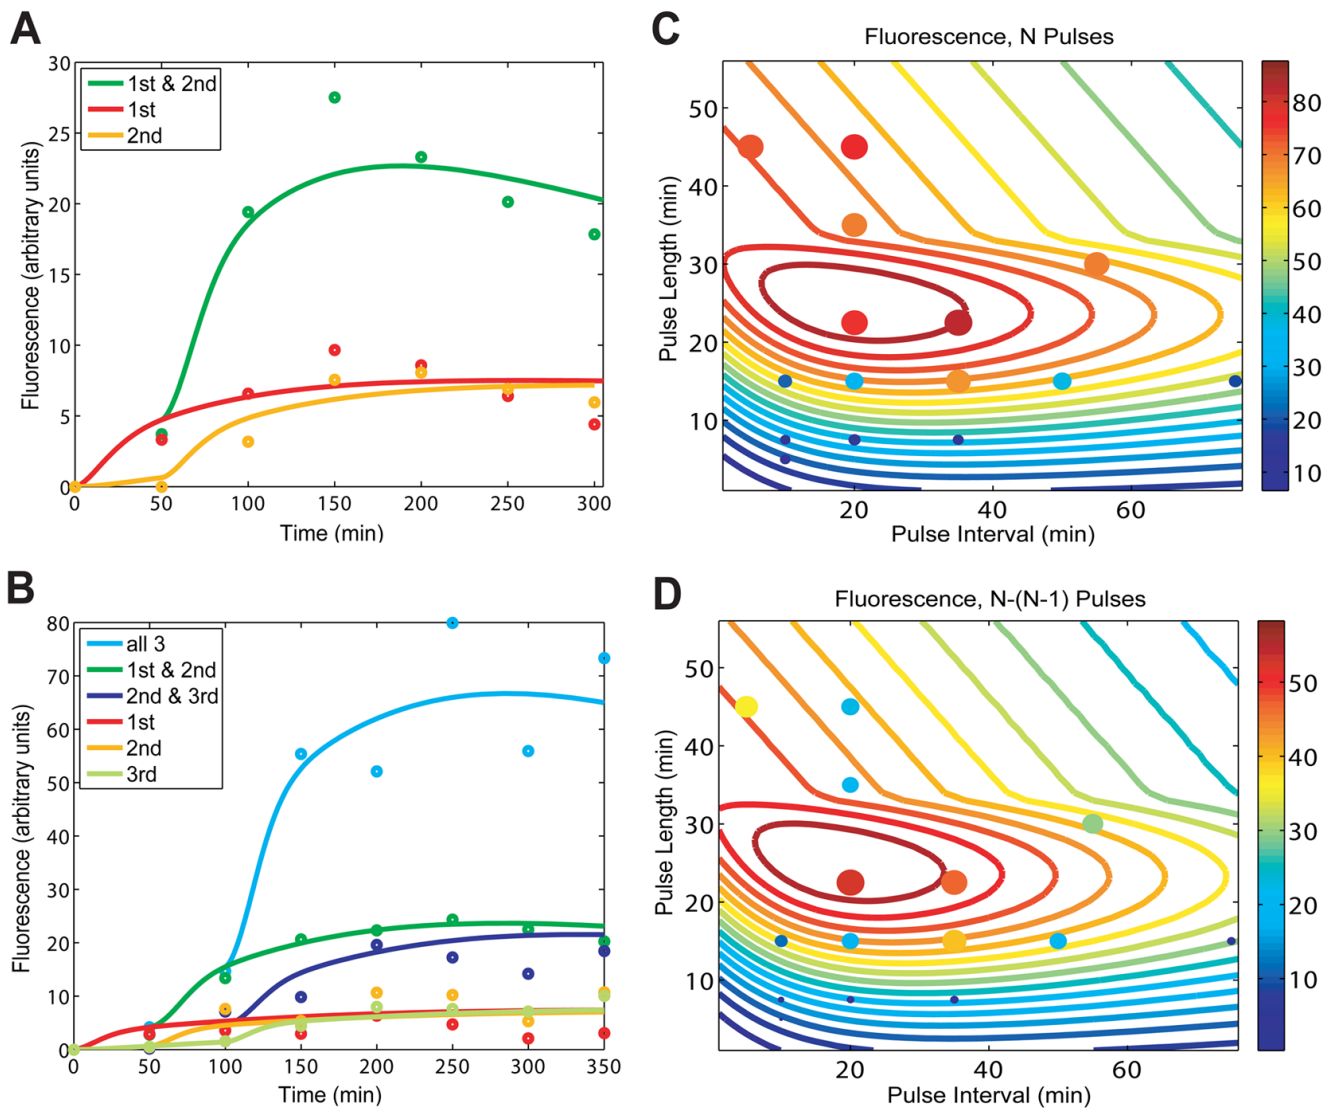 A
30
25
20
15
10
5
0
Fluorescence (arbitrary units)
1st & 2nd
1st
2nd
0
50
100
150
200
250
300
Time (min)
C
Fluorescence, N Pulses
50
40
30
20
10
Pulse Length (min)
20
40
60
Pulse Interval (min)
80
70
60
50
40
30
20
10
B
80
70
60
50
40
30
20
10
0
Fluorescence (arbitrary units)
all 3
1st & 2nd
2nd & 3rd
1st
2nd
3rd
0
50
100
150
200
250
300
350
Time (min)
D
Fluorescence, N-(N-1) Pulses
50
40
30
20
10
Pulse Length (min)
20
40
60
Pulse Interval (min)
50
40
30
20
10